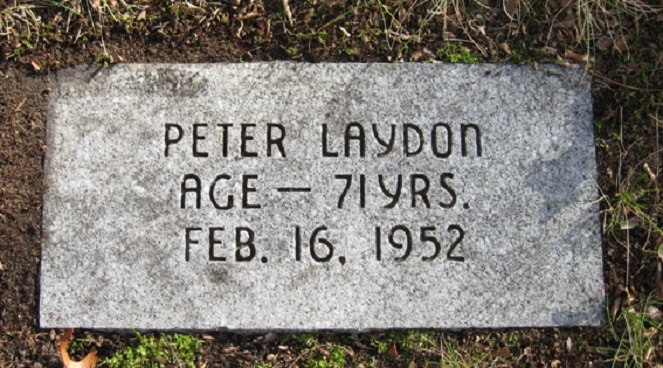 PETER LAYDON
AGE — 71 YRS.
FEB. 16, 1952